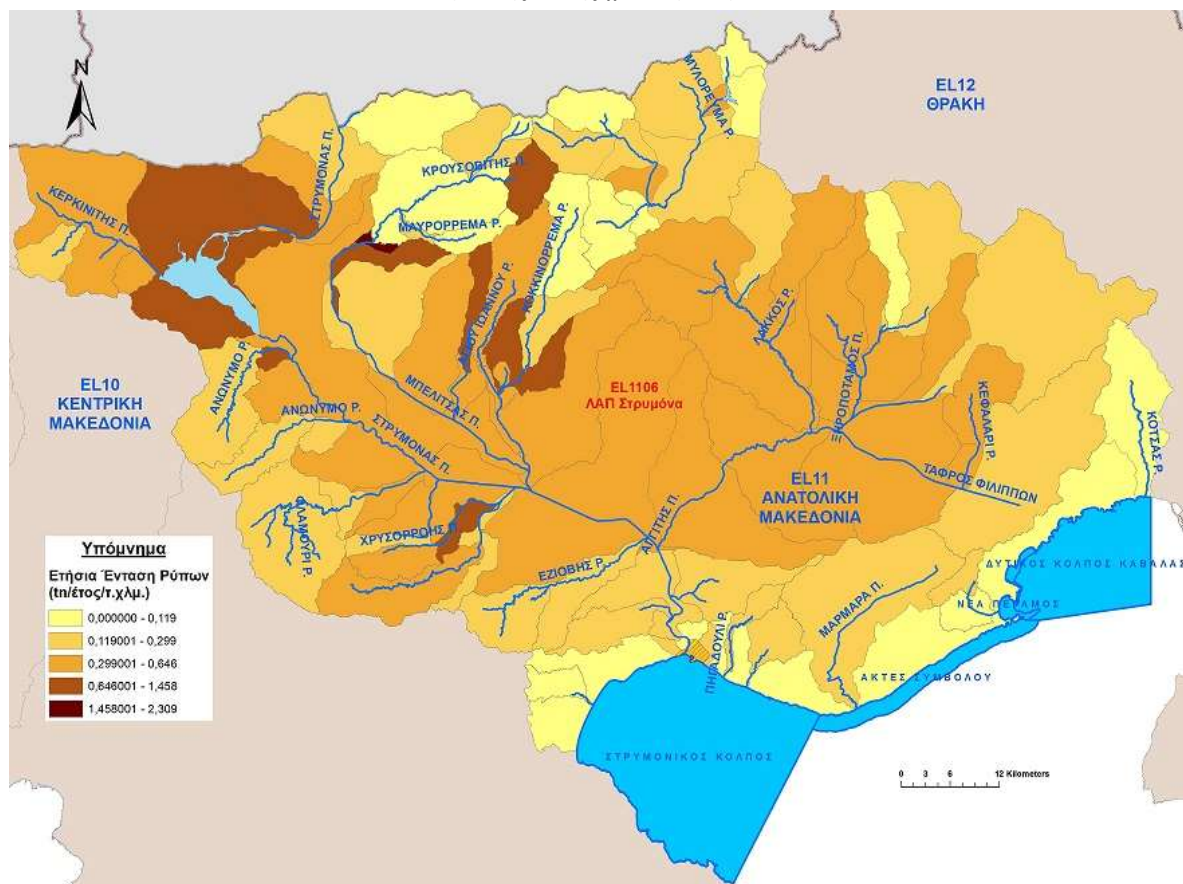 N
EL12
ΘΡΑΚΗ
ΜΥΛΟΡΕΥΜΑ Ρ.
ΣΤΡΥΜΟΝΑΣ Π.
ΚΡΟΥΣΟΒΙΤΗΣ Π.
ΚΕΡΚΙΝΙΤΗΣ Π.
ΜΑΥΡΟΡΡΕΜΑ Ρ.
ΚΟΚΚΙΝΟΡΡΕΜΑ Ρ.
ΙΩΑΝΝΟΥ Ρ.
ΛΑΚΚΟΣ Ρ.
ΞΗΡΟΠΟΤΑΜΟΣ Π.
ΑΝΩΝΥΜΟ Ρ.
EL10
ΚΕΝΤΡΙΚΗ
ΜΑΚΕΔΟΝΙΑ
ΜΠΕΛΙΤΣΑΣ Π.
EL1106
ΛΑΠ Στρυμόνα
ΚΕΦΑΛΑΡΙ Ρ.
ΚΟΤΣΑΣ Ρ.
ΑΝΩΝΥΜΟ Ρ.
ΣΤΡΥΜΟΝΑΣ Π.
ΤΑΦΡΟΣ ΦΙΛΙΠΠΩΝ
EL11
ΑΝΑΤΟΛΙΚΗ
ΜΑΚΕΔΟΝΙΑ
ΧΡΥΣΟΡΡΟΗΣ Π.
ΑΓΓΙΤΗΣ Π.
ΕΖΙΟΒΗΣ Ρ.
ΔΥΤΙΚΟΣ ΚΟΛΠΟΣ ΚΑΒΑΛΑΣ
ΝΕΑ ΠΕΡΑΜΟΣ
ΜΑΡΜΑΡΑ Π.
ΑΚΤΕΣ ΣΥΜΒΟΛΟΥ
ΣΤΡΥΜΟΝΙΚΟΣ ΚΟΛΠΟΣ
Υπόμνημα
Ετήσια Ένταση Ρύπων
(tn/έτος/τ.χλμ.)
0,000000 - 0,119
0,119001 - 0,299
0,299001 - 0,646
0,646001 - 1,458
1,458001 - 2,309
0 3 6 12 Kilometers